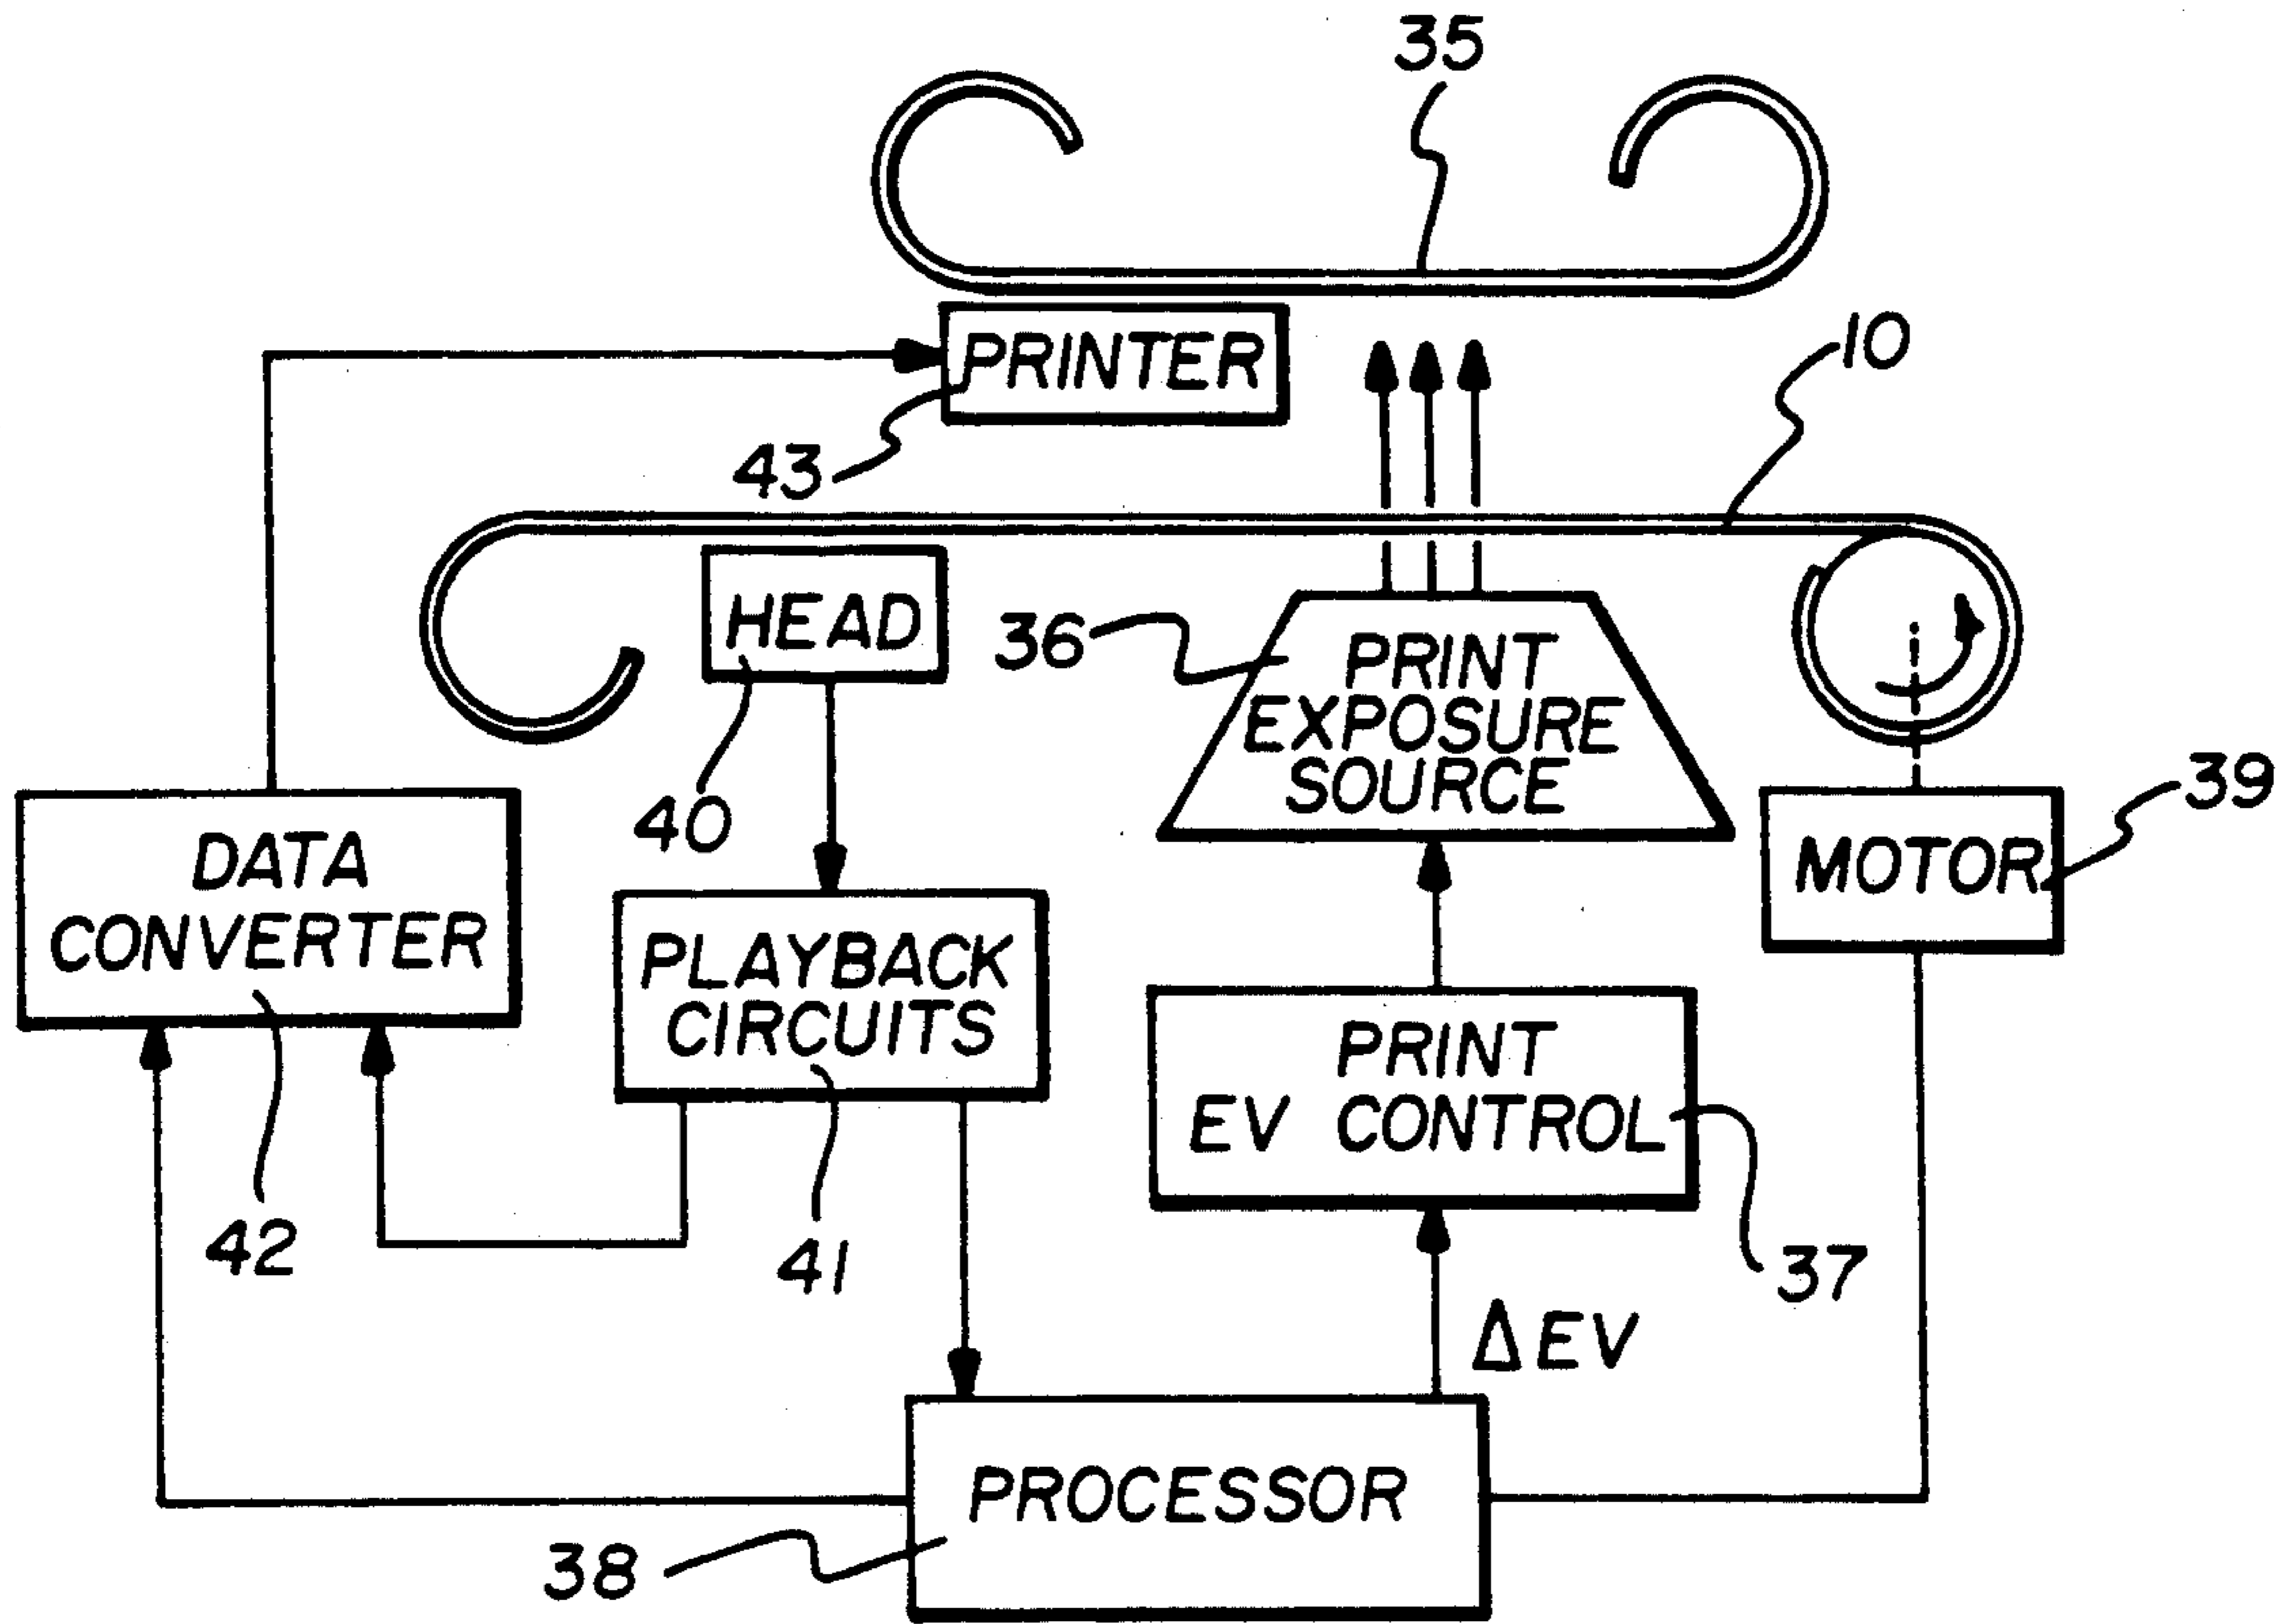 35
10
PRINTER
43
HEAD
36
PRINT
EXPOSURE
SOURCE
39
40
MOTOR
DATA
CONVERTER
PLAYBACK
CIRCUITS
PRINT
EV CONTROL
42
41
37
ΔEV
PROCESSOR
38